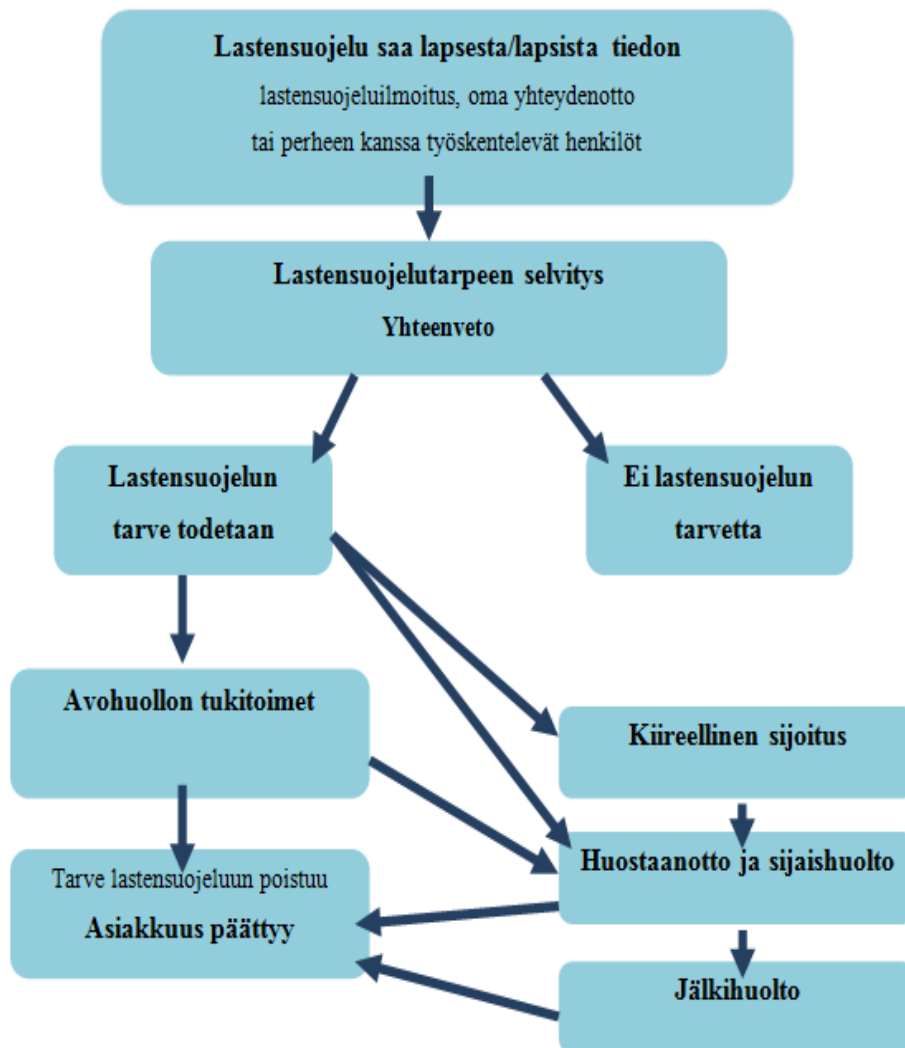 Lastensuojelu saa lapsesta/lapsista tiedon
lastensuojeluilmoitus, oma yhteydenotto
tai perheen kanssa työskentelevät henkilöt
Lastensuojelutarpeen selvitys
Yhteenveto
Lastensuojelun
tarve todetaan
Ei lastensuojelun
tarvetta
Avohuollon tukitoimet
Kiireellinen sijoitus
Huostaanotto ja sijaishuolto
Tarve lastensuojeluun poistuu
Asiakkuus päättyy
Jälkihuolto